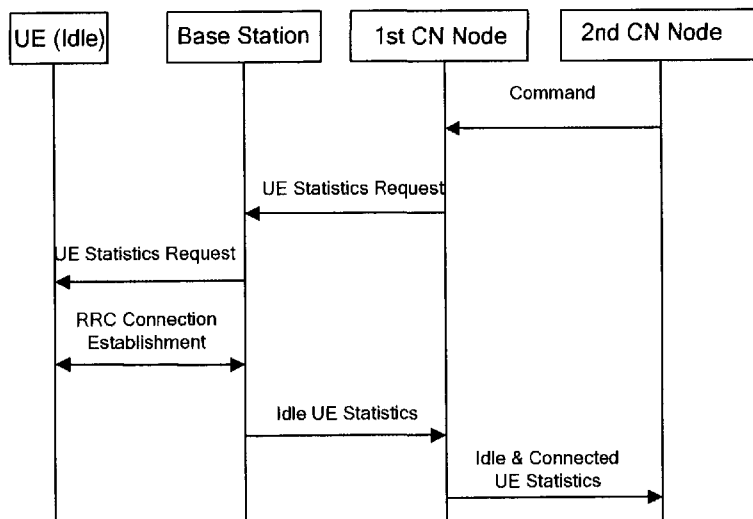 UE (Idle)
Base Station
1st CN Node
2nd CN Node
Command
UE Statistics Request
UE Statistics Request
RRC Connection
Establishment
Idle UE Statistics
Idle & Connected
UE Statistics